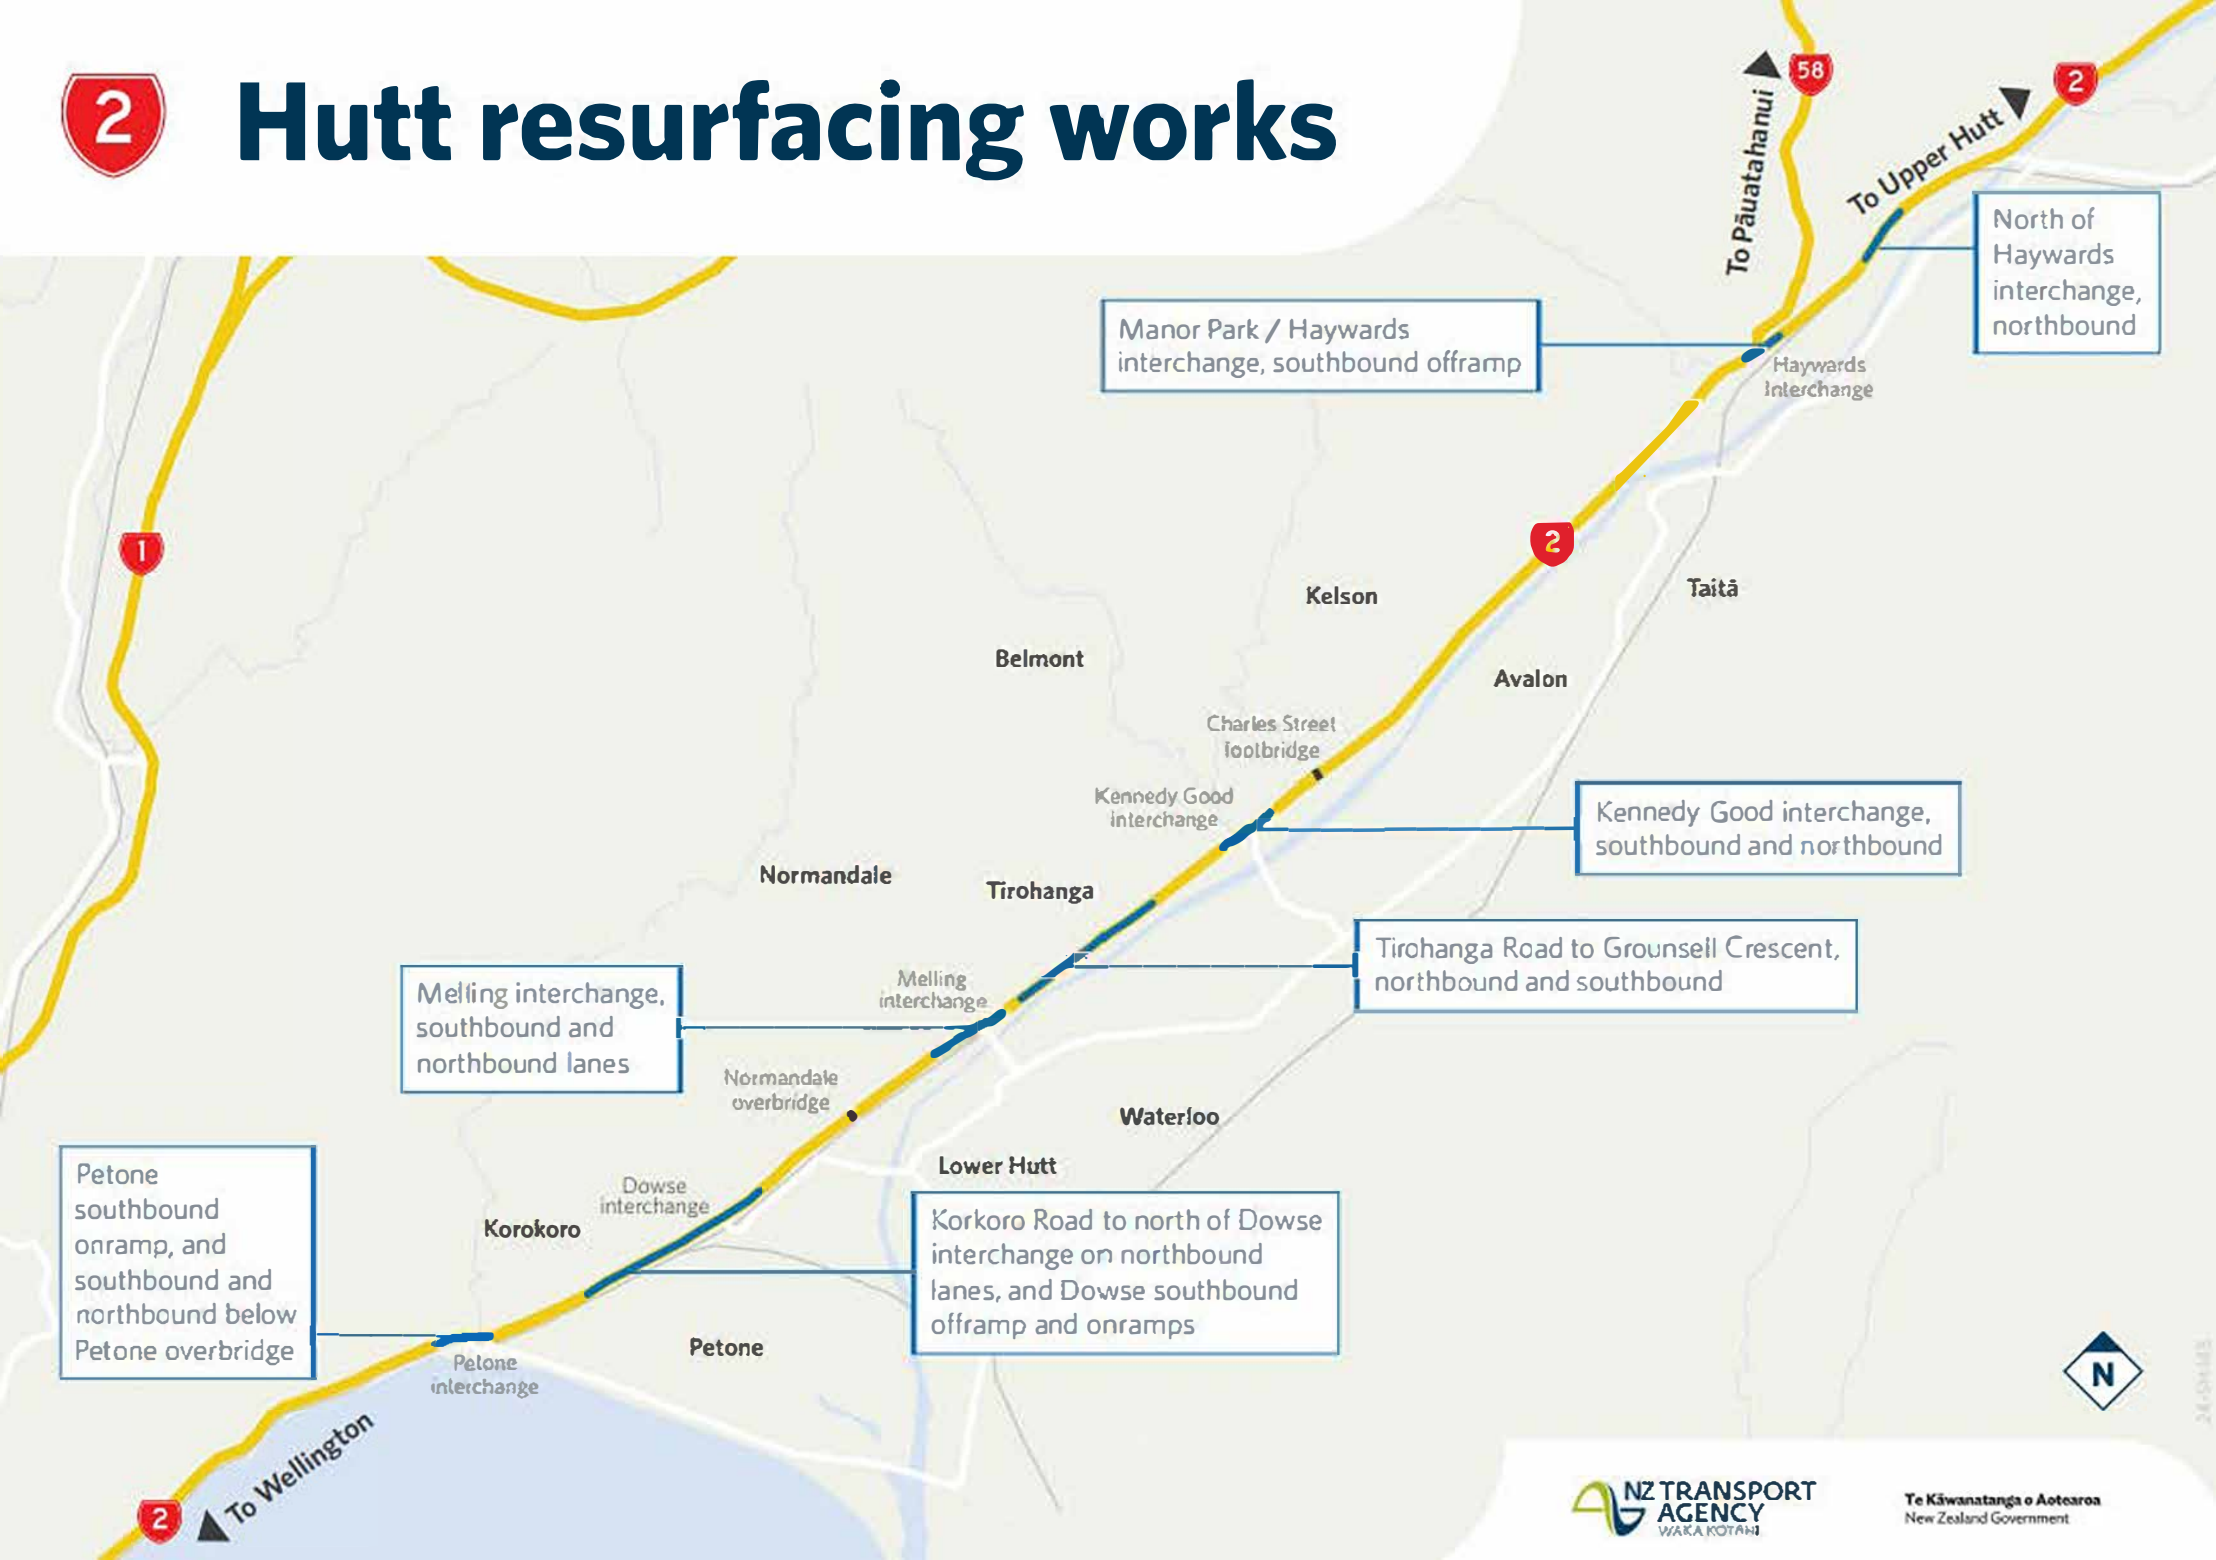 2
Hutt resurfacing works
58
2
To Pāuatahanui
To Upper Hutt
North of
Haywards
interchange,
northbound
Manor Park / Haywards
interchange, southbound offramp
Haywards
Interchange
1
2
Kelson
Taitā
Belmont
Avalon
Charles Street
footbridge
Kennedy Good
interchange
Kennedy Good interchange,
southbound and northbound
Normandale
Tirohanga
Tirohanga Road to Grounsell Crescent,
northbound and southbound
Melling
interchange
Melling interchange,
southbound and
northbound lanes
Normandale
overbridge
Waterloo
Lower Hutt
Dowse
interchange
Korokoro
Korkoro Road to north of Dowse
interchange on northbound
lanes, and Dowse southbound
offramp and onramps
Petone
southbound
onramp, and
southbound and
northbound below
Petone overbridge
Petone
Petone
interchange
N
To Wellington
2
NZ TRANSPORT
AGENCY
WAKA KOTAHI
Te Kāwanatanga o Aotearoa
New Zealand Government